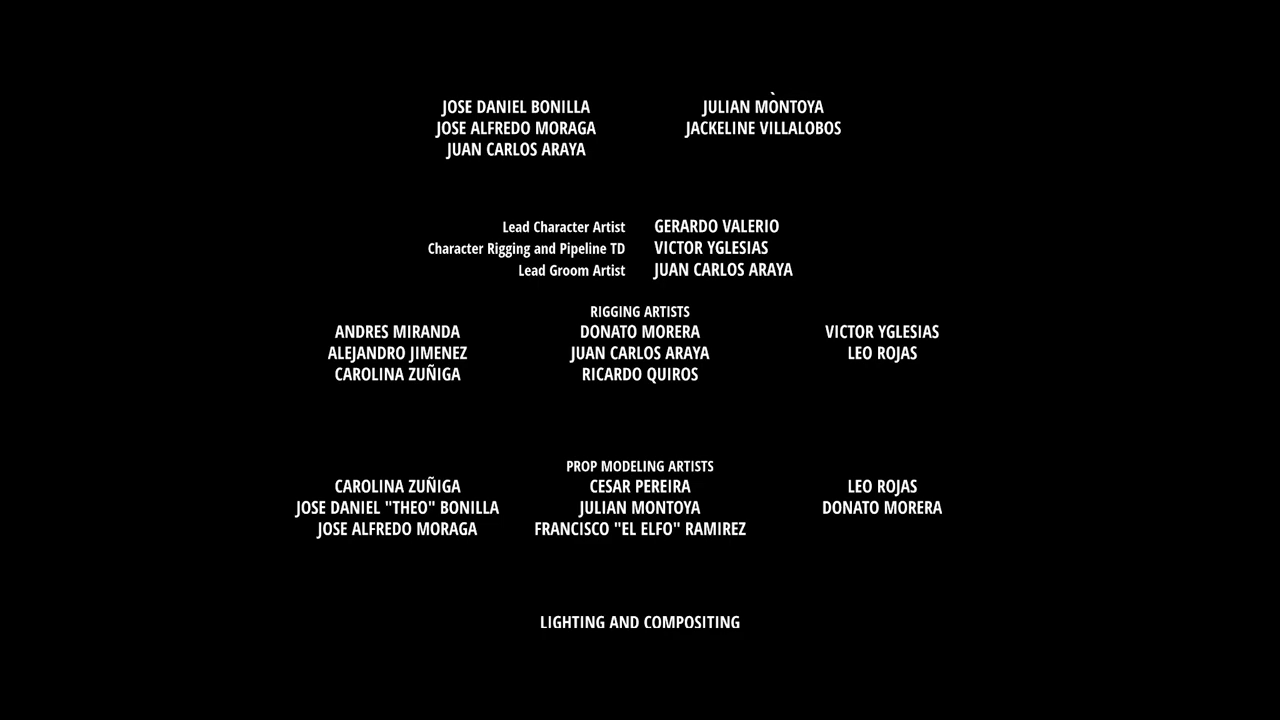 JOSE DANIEL BONILLA JULIAN MONTOYA
JOSE ALFREDO MORAGA JACKELINE VILLALOBOS
JUAN CARLOS ARAYA
Lead Character Artist GERARDO VALERIO
Character Rigging and Pipeline TD VICTOR YGLESIAS
Lead Groom Artist JUAN CARLOS ARAYA
RIGGING ARTISTS
ANDRES MIRANDA DONATO MORERA VICTOR YGLESIAS
ALEJANDRO JIMENEZ JUAN CARLOS ARAYA LEO ROJAS
CAROLINA ZUÑIGA RICARDO QUIROS
PROP MODELING ARTISTS
CAROLINA ZUÑIGA CESAR PEREIRA LEO ROJAS
JOSE DANIEL "THEO" BONILLA JULIAN MONTOYA DONATO MORERA
JOSE ALFREDO MORAGA FRANCISCO "EL ELFO" RAMIREZ
LIGHTING AND COMPOSITING